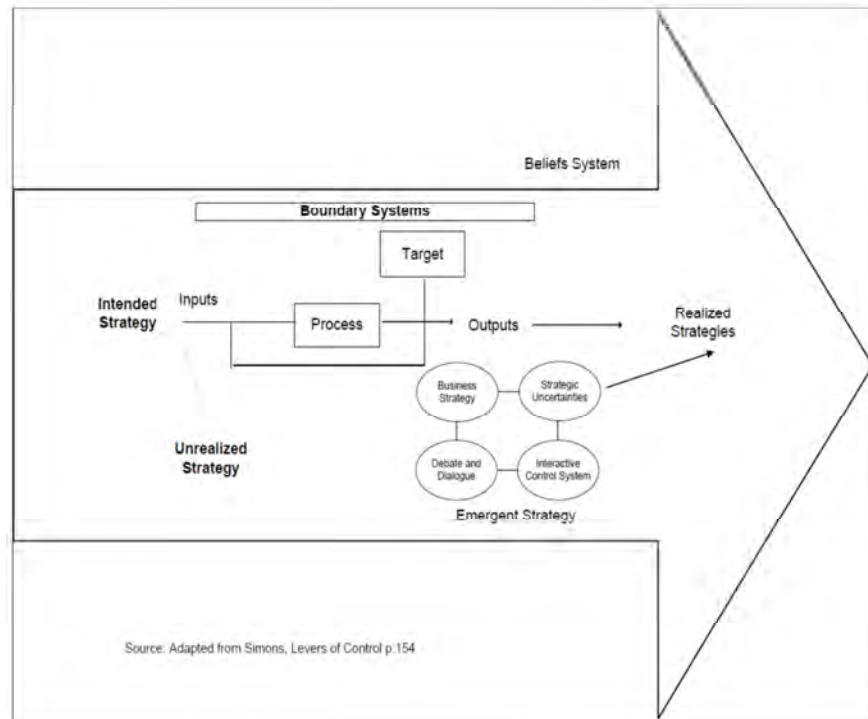 Beliefs System
Boundary Systems
Target
Intended
Strategy
Inputs
Process
Outputs
Realized
Strategies
Business
Strategy
Strategic
Uncertainties
Unrealized
Strategy
Debate and
Dialogue
Interactive
Control System
Emergent Strategy
Source: Adapted from Simons, Levers of Control p.154